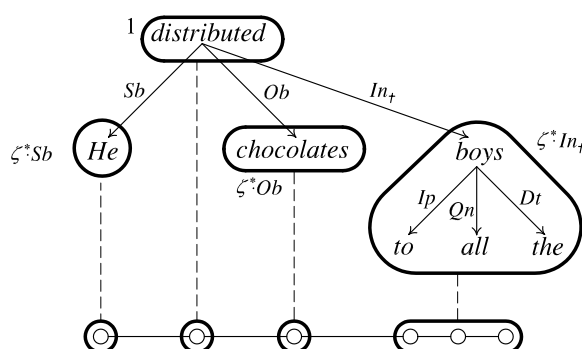 1 distributed
Sb Ob In†
ζ*Sb He chocolates boys ζ*In†
ζ*Ob
Ip Qn Dt
to all the